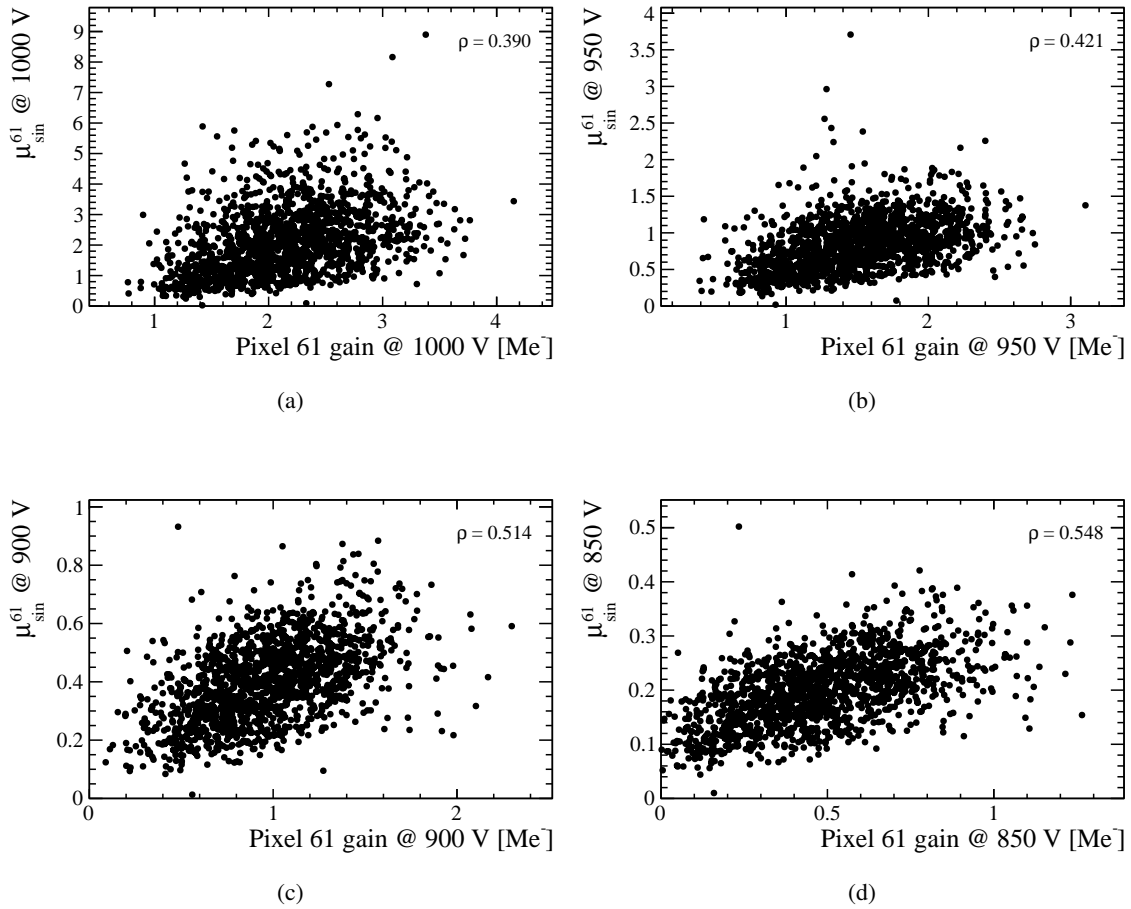 μ⁶¹sin @ 1000 V
9
8
7
6
5
4
3
2
1
0
ρ = 0.390
1 2 3 4
Pixel 61 gain @ 1000 V [Me⁻]
(a)
μ⁶¹sin @ 950 V
4
3.5
3
2.5
2
1.5
1
0.5
0
ρ = 0.421
1 2 3
Pixel 61 gain @ 950 V [Me⁻]
(b)
μ⁶¹sin @ 900 V
1
0.8
0.6
0.4
0.2
0
ρ = 0.514
0 1 2
Pixel 61 gain @ 900 V [Me⁻]
(c)
μ⁶¹sin @ 850 V
0.5
0.4
0.3
0.2
0.1
0
ρ = 0.548
0 0.5 1
Pixel 61 gain @ 850 V [Me⁻]
(d)